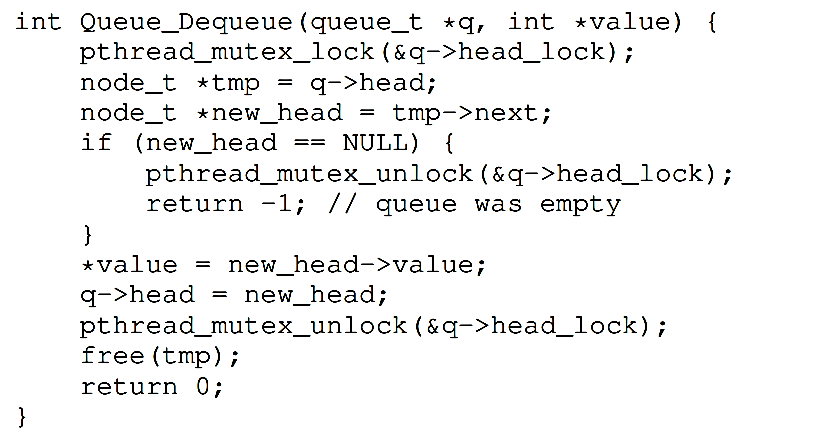 int Queue_Dequeue(queue_t *q, int *value) {
    pthread_mutex_lock(&q->head_lock);
    node_t *tmp = q->head;
    node_t *new_head = tmp->next;
    if (new_head == NULL) {
        pthread_mutex_unlock(&q->head_lock);
        return -1; // queue was empty
    }
    *value = new_head->value;
    q->head = new_head;
    pthread_mutex_unlock(&q->head_lock);
    free(tmp);
    return 0;
}